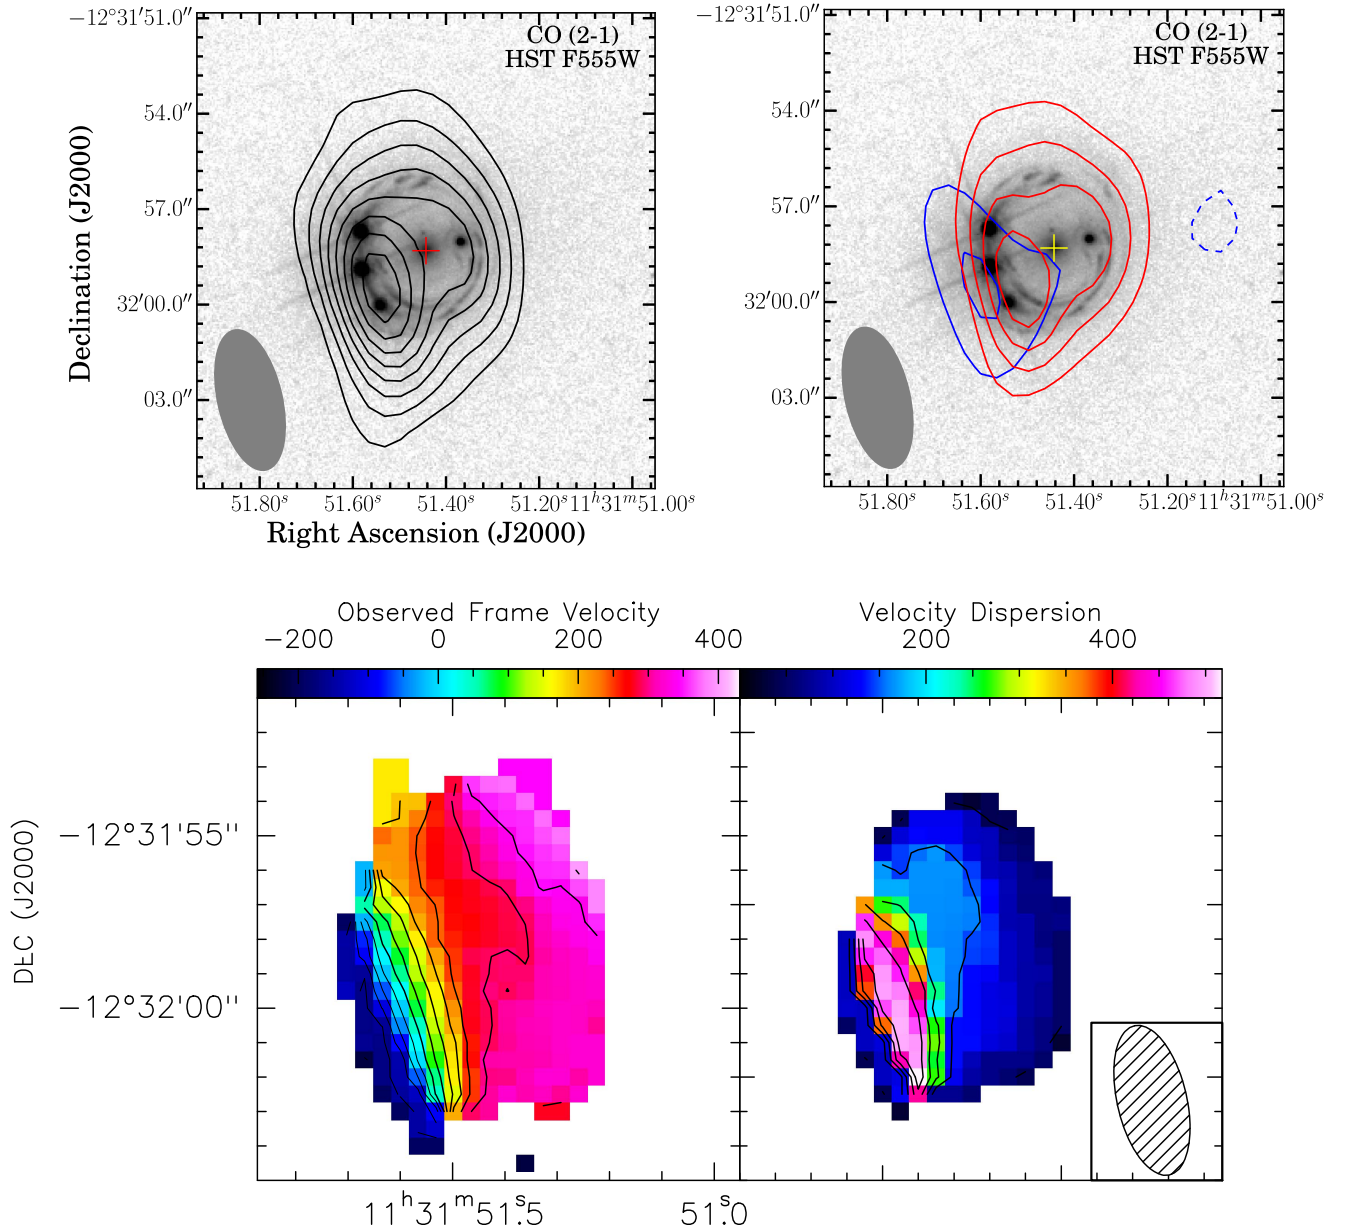 −12°31′51.0″
54.0″
57.0″
32′00.0″
03.0″
Declination (J2000)
CO (2-1)
HST F555W
51.80ˢ 51.60ˢ 51.40ˢ 51.20ˢ 11ʰ31ᵐ51.00ˢ
Right Ascension (J2000)
−12°31′51.0″
54.0″
57.0″
32′00.0″
03.0″
CO (2-1)
HST F555W
51.80ˢ 51.60ˢ 51.40ˢ 51.20ˢ 11ʰ31ᵐ51.00ˢ
Observed Frame Velocity
−200 0 200 400
Velocity Dispersion
200 400
DEC (J2000)
−12°31'55"
−12°32'00"
11ʰ31ᵐ51ˢ.5 51ˢ.0